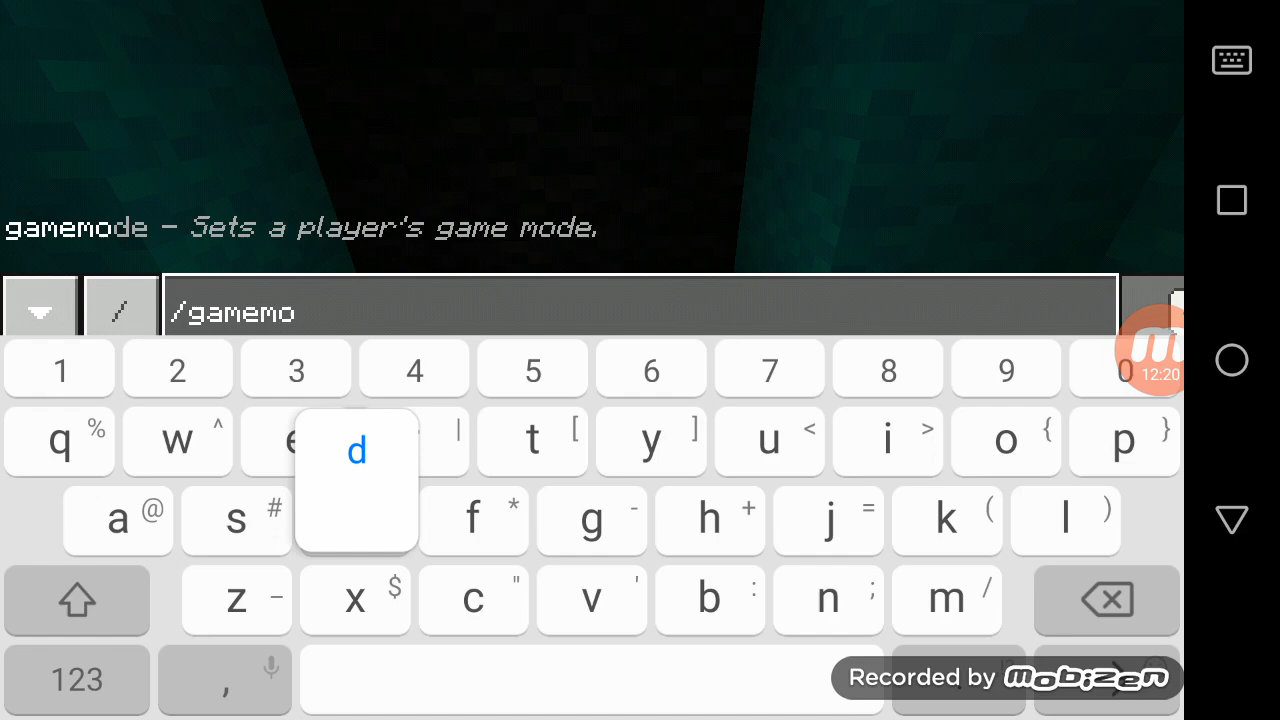 gamemode – Sets a player's game mode.
/ /gamemo
12:20
1 2 3 4 5 6 7 8 9 0
q % w ^ e | t [ y ] u < i > o { p }
d
a @ s # f * g - h + j = k ( l )
z _ x $ c " v ' b : n ; m /
123 ,
Recorded by mobizen